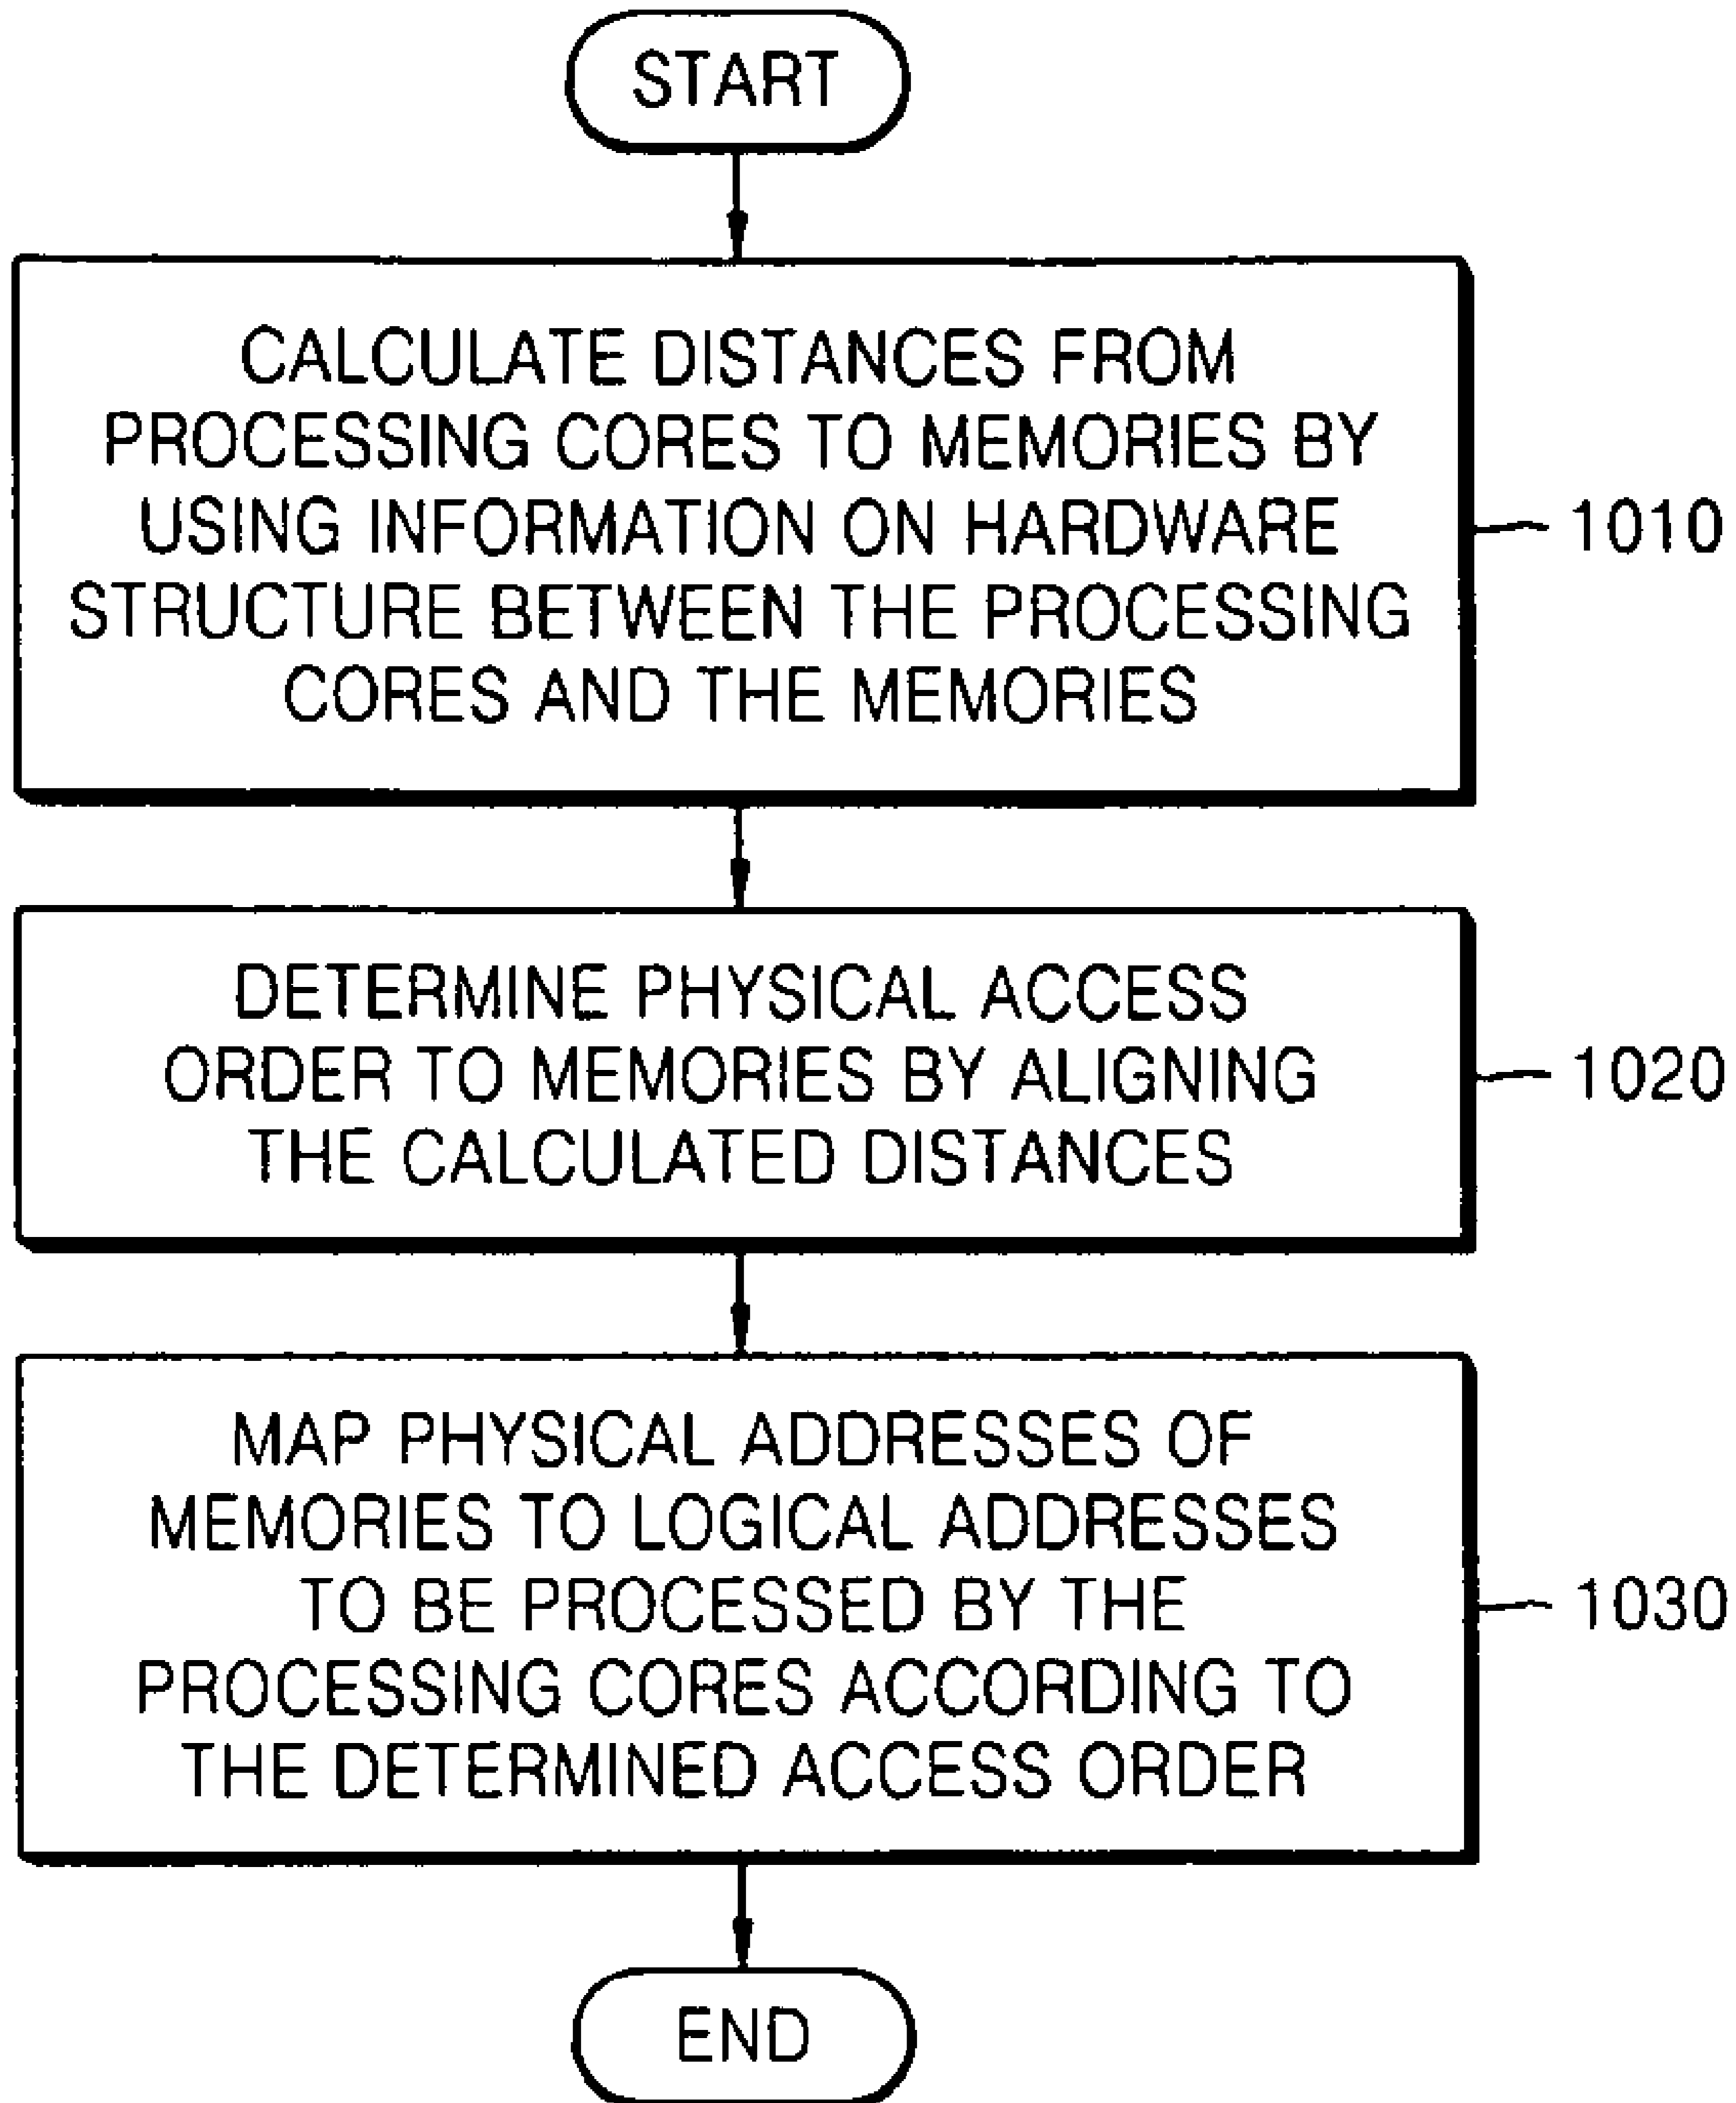 START
CALCULATE DISTANCES FROM
PROCESSING CORES TO MEMORIES BY
USING INFORMATION ON HARDWARE
STRUCTURE BETWEEN THE PROCESSING
CORES AND THE MEMORIES
1010
DETERMINE PHYSICAL ACCESS
ORDER TO MEMORIES BY ALIGNING
THE CALCULATED DISTANCES
1020
MAP PHYSICAL ADDRESSES OF
MEMORIES TO LOGICAL ADDRESSES
TO BE PROCESSED BY THE
PROCESSING CORES ACCORDING TO
THE DETERMINED ACCESS ORDER
1030
END